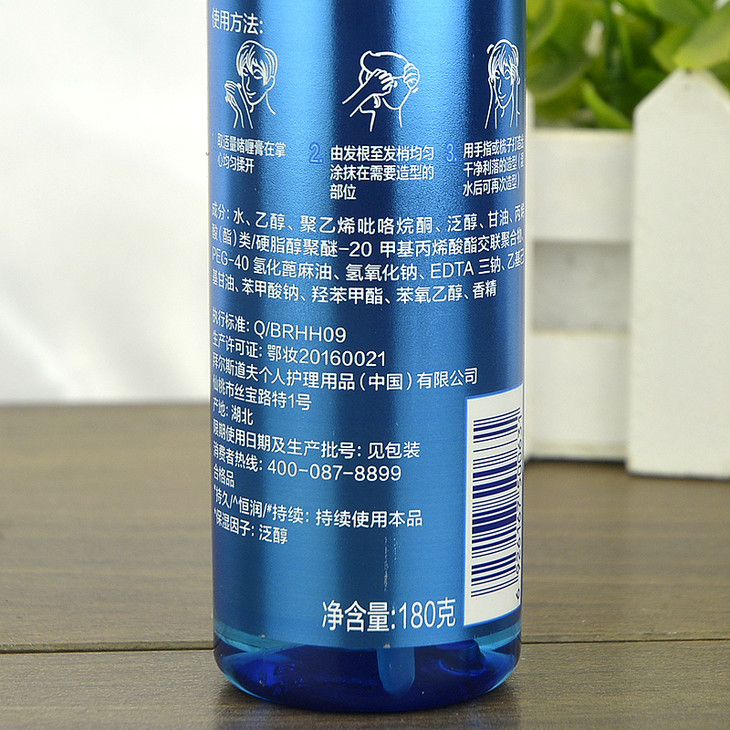 使用方法:
取适量啫喱膏在掌
心均匀揉开
2. 由发根至发梢均匀
涂抹在需要造型的
部位
3. 用手指或梳子打造出
干净利落的造型(湿
水后可再次造型)
成分: 水、乙醇、聚乙烯吡咯烷酮、泛醇、甘油、丙烯
酸(酯)类/硬脂醇聚醚-20 甲基丙烯酸酯交联聚合物、
PEG-40 氢化蓖麻油、氢氧化钠、EDTA 三钠、乙基己
基甘油、苯甲酸钠、羟苯甲酯、苯氧乙醇、香精
执行标准: Q/BRHH09
生产许可证: 鄂妆20160021
拜尔斯道夫个人护理用品(中国)有限公司
仙桃市丝宝路特1号
产地: 湖北
限期使用日期及生产批号: 见包装
消费者热线: 400-087-8899
合格品
*持久/^恒润/#持续: 持续使用本品
*保湿因子: 泛醇
净含量:180克